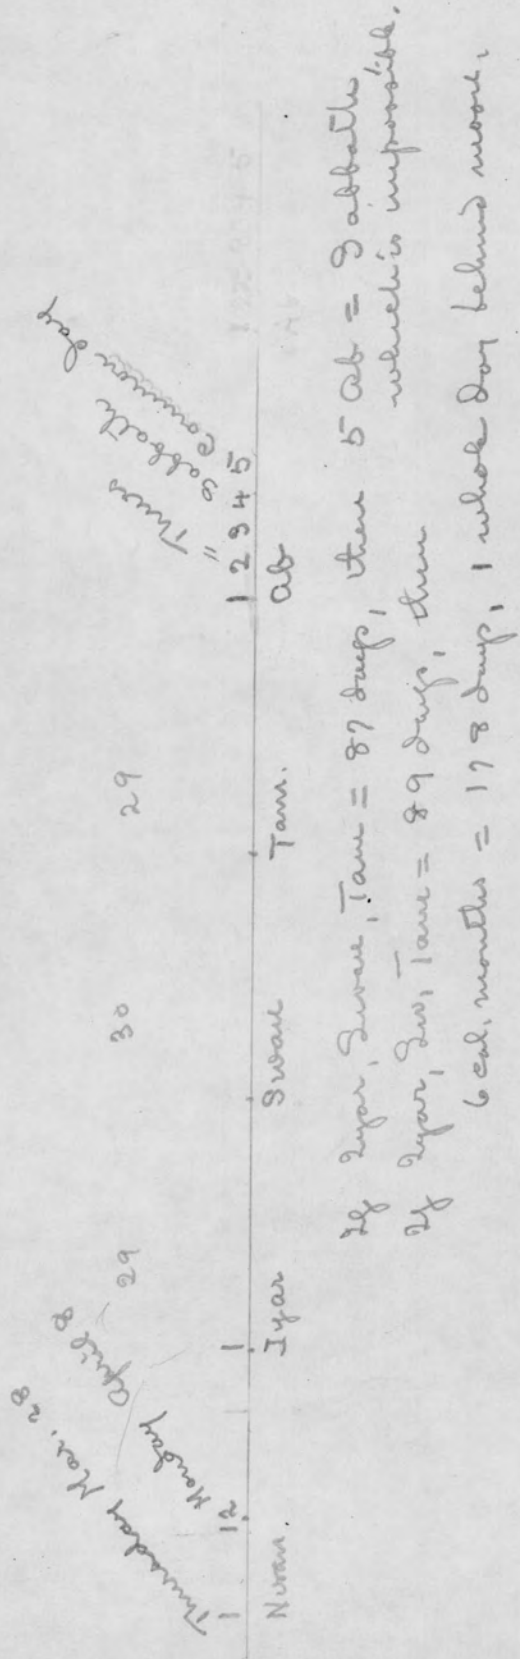 Thursday Mar. 28
April 8
Monday
29 30 29
Thurs
Sabbath
Common day
"
1 12 1 1 2 3 4 5
Nisan Iyar Sivan Tam. Ab
If Iyar, Sivan, Tam = 87 days, then 5 Ab = Sabbath
which is impossible.
If Iyar, Siv, Tam = 89 days, then
6 cal. months = 178 days, 1 whole day behind moon.